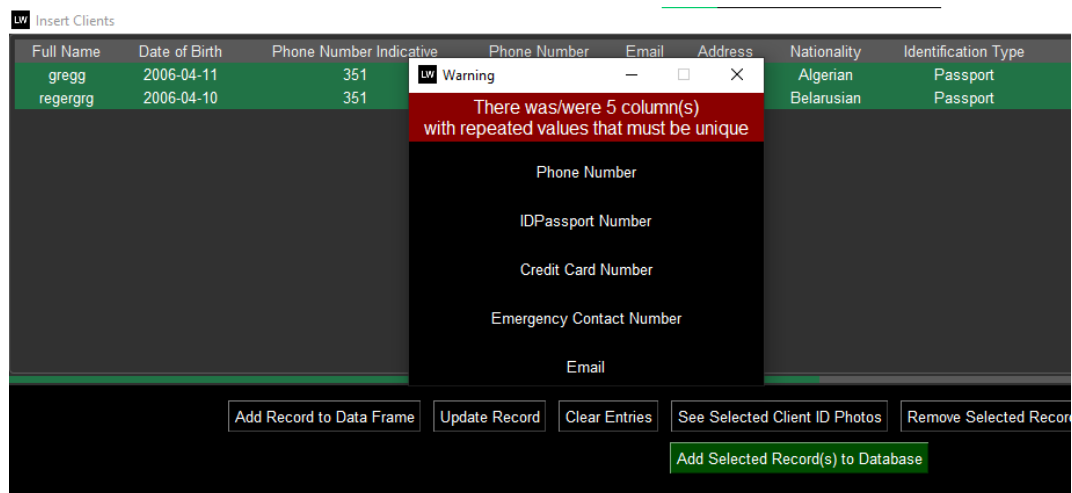 LW Insert Clients
Full Name Date of Birth Phone Number Indicative Phone Number Email Address Nationality Identification Type
gregg 2006-04-11 351 Algerian Passport
regergrg 2006-04-10 351 Belarusian Passport
LW Warning
There was/were 5 column(s)
with repeated values that must be unique
Phone Number
IDPassport Number
Credit Card Number
Emergency Contact Number
Email
Add Record to Data Frame Update Record Clear Entries See Selected Client ID Photos Remove Selected Recor
Add Selected Record(s) to Database